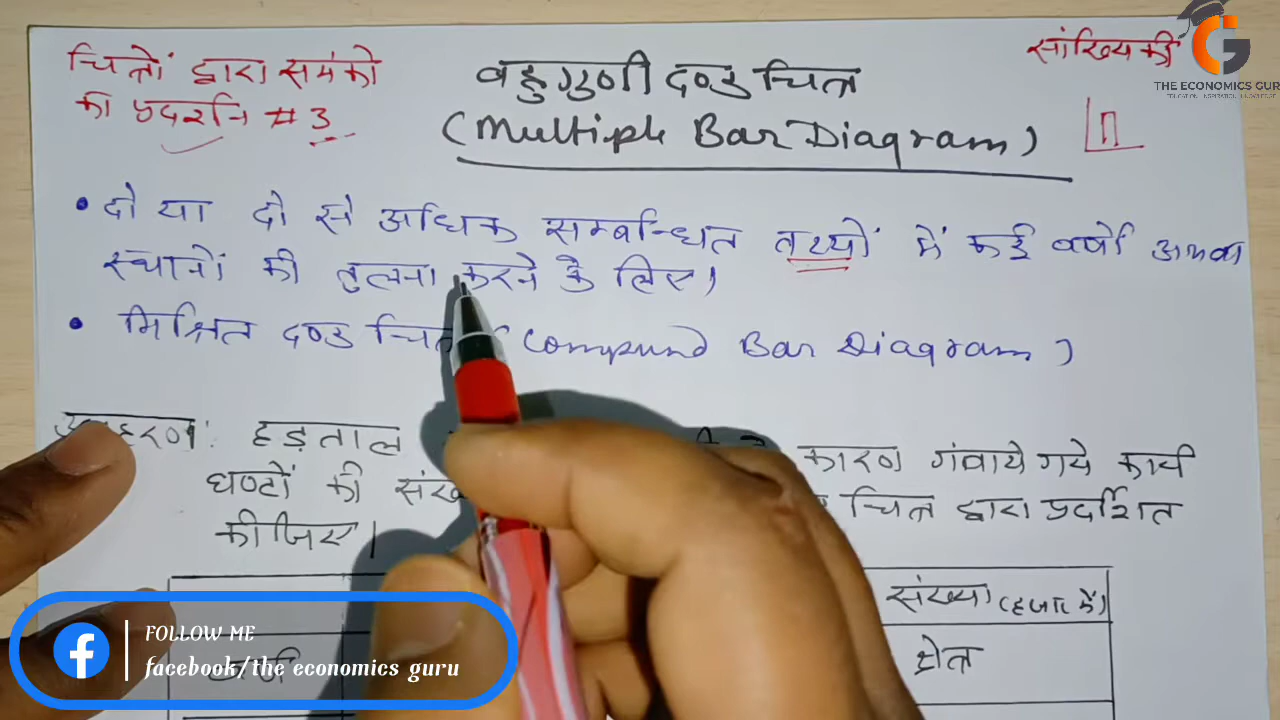 चित्रों द्वारा समंको
का प्रदर्शन # 3
सांख्यिकी
THE ECONOMICS GUR
बहुगुणी दण्ड चित्र
(Multiple Bar Diagram)
• दो या दो से अधिक सम्बन्धित तथ्यों में कई वर्षो अथवा
स्थानों की तुलना करने के लिए।
• मिश्रित दण्ड चित्र (Compund Bar Diagram)
हड़ताल कारण गंवाये गये कार्य
घण्टों की चित्र द्वारा प्रदर्शित
कीजिए।
संख्या (हजार में)
क्षेत्र
FOLLOW ME
facebook/the economics guru